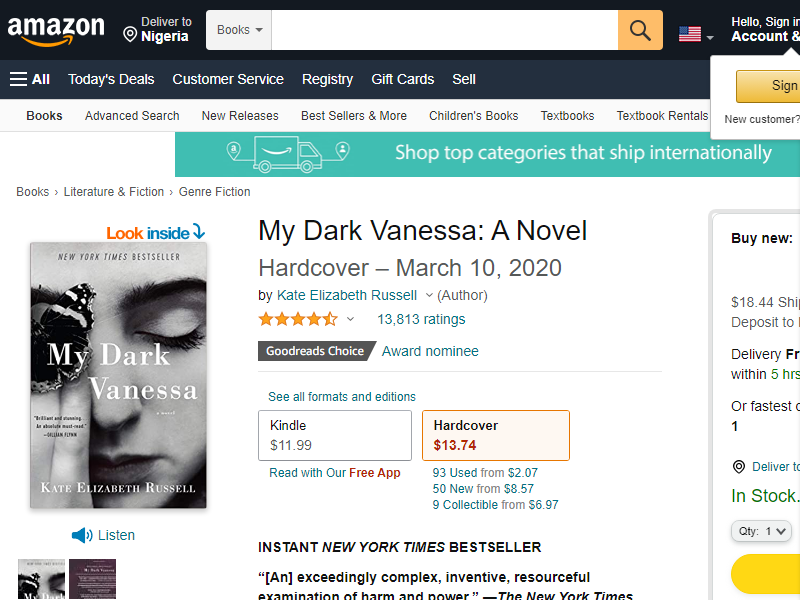 amazon
Deliver to
Nigeria
Books
Hello, Sign in
Account &
All
Today's Deals
Customer Service
Registry
Gift Cards
Sell
Sign
New customer?
Books
Advanced Search
New Releases
Best Sellers & More
Children's Books
Textbooks
Textbook Rentals
a
Shop top categories that ship internationally
Books › Literature & Fiction › Genre Fiction
Look inside
NEW YORK TIMES BESTSELLER
My Dark
Vanessa
a novel
"Brilliant and stunning.
An absolute must-read."
—GILLIAN FLYNN
KATE ELIZABETH RUSSELL
Listen
My Dark Vanessa: A Novel
Hardcover – March 10, 2020
by Kate Elizabeth Russell (Author)
13,813 ratings
Goodreads Choice Award nominee
See all formats and editions
Kindle
$11.99
Read with Our Free App
Hardcover
$13.74
93 Used from $2.07
50 New from $8.57
9 Collectible from $6.97
INSTANT NEW YORK TIMES BESTSELLER
“[An] exceedingly complex, inventive, resourceful
examination of harm and power.” —The New York Times
Buy new:
$18.44
Deposit to
Delivery
within 5 hrs
Or fastest
1
Deliver to
In Stock.
Qty: 1